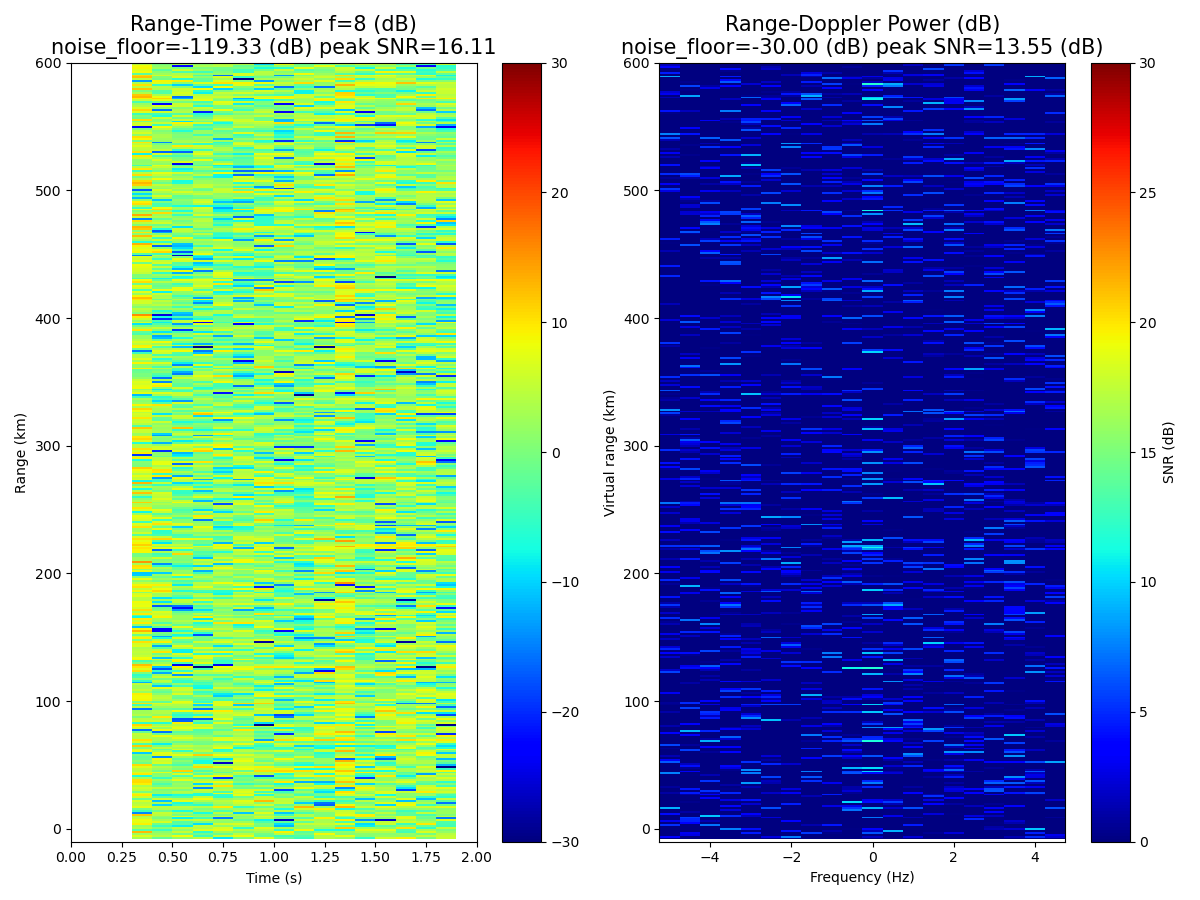 Range-Time Power f=8 (dB)
noise_floor=-119.33 (dB) peak SNR=16.11
Range-Doppler Power (dB)
noise_floor=-30.00 (dB) peak SNR=13.55 (dB)
600
500
400
300
200
100
0
Range (km)
0.00 0.25 0.50 0.75 1.00 1.25 1.50 1.75 2.00
Time (s)
30
20
10
0
−10
−20
−30
600
500
400
300
200
100
0
Virtual range (km)
−4 −2 0 2 4
Frequency (Hz)
30
25
20
15
10
5
0
SNR (dB)